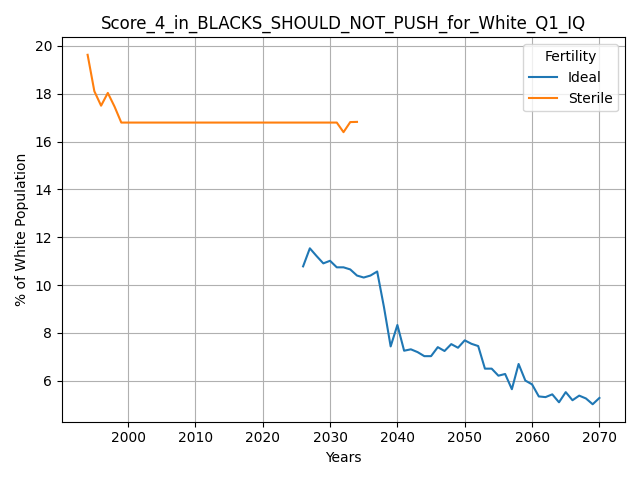 Score_4_in_BLACKS_SHOULD_NOT_PUSH_for_White_Q1_IQ
% of White Population
20
18
16
14
12
10
8
6
Fertility
Ideal
Sterile
2000 2010 2020 2030 2040 2050 2060 2070
Years